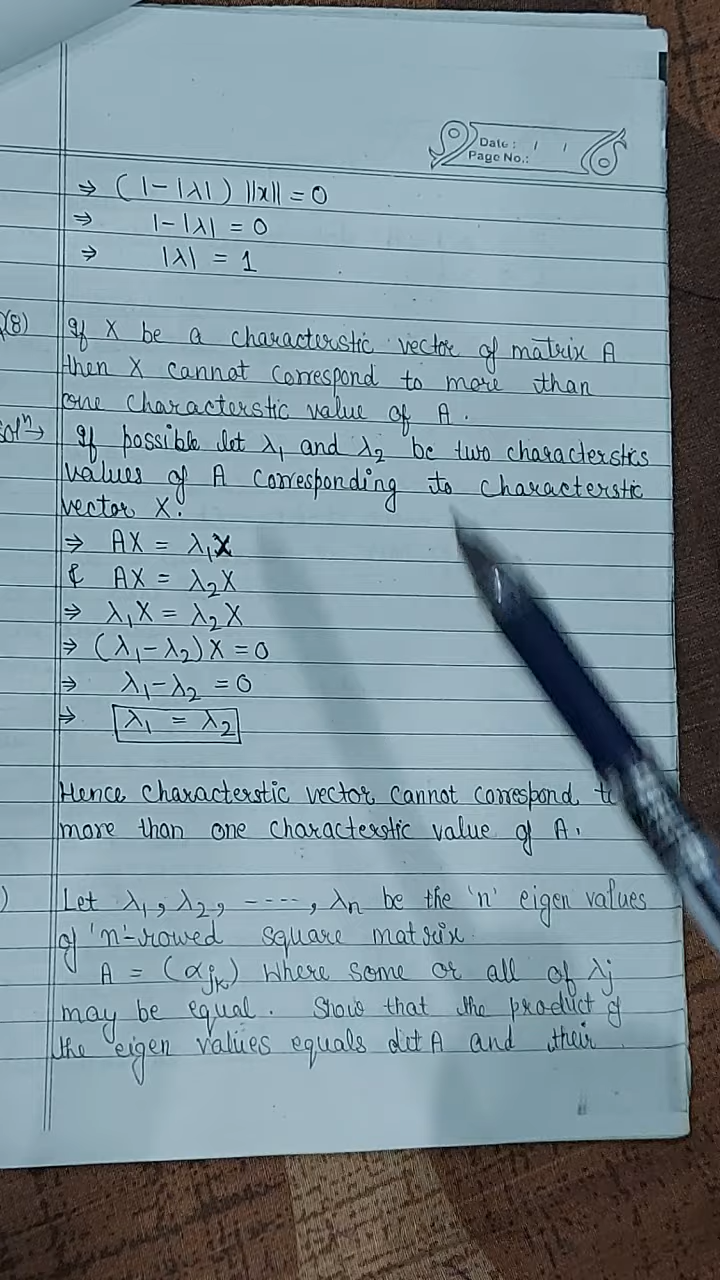 Date : / /
Page No.:
⇒ (1-|λ|) ||x|| = 0
⇒ 1-|λ| = 0
⇒ |λ| = 1
(8) If X be a characterstic vector of matrix A
then X cannot correspond to more than
one characterstic value of A.
Solⁿ→ If possible let λ₁ and λ₂ be two characterstics
values of A corresponding to characterstic
vector X.
⇒ AX = λ₁X
& AX = λ₂X
⇒ λ₁X = λ₂X
⇒ (λ₁-λ₂)X = 0
⇒ λ₁-λ₂ = 0
⇒ λ₁ = λ₂
Hence characterstic vector cannot correspond
more than one characterstic value of A.
) Let λ₁, λ₂, ----, λn be the 'n' eigen values
of 'n'-rowed square matrix.
A = (αjk) where some or all of λj
may be equal. Show that the product of
the eigen values equals det A and their